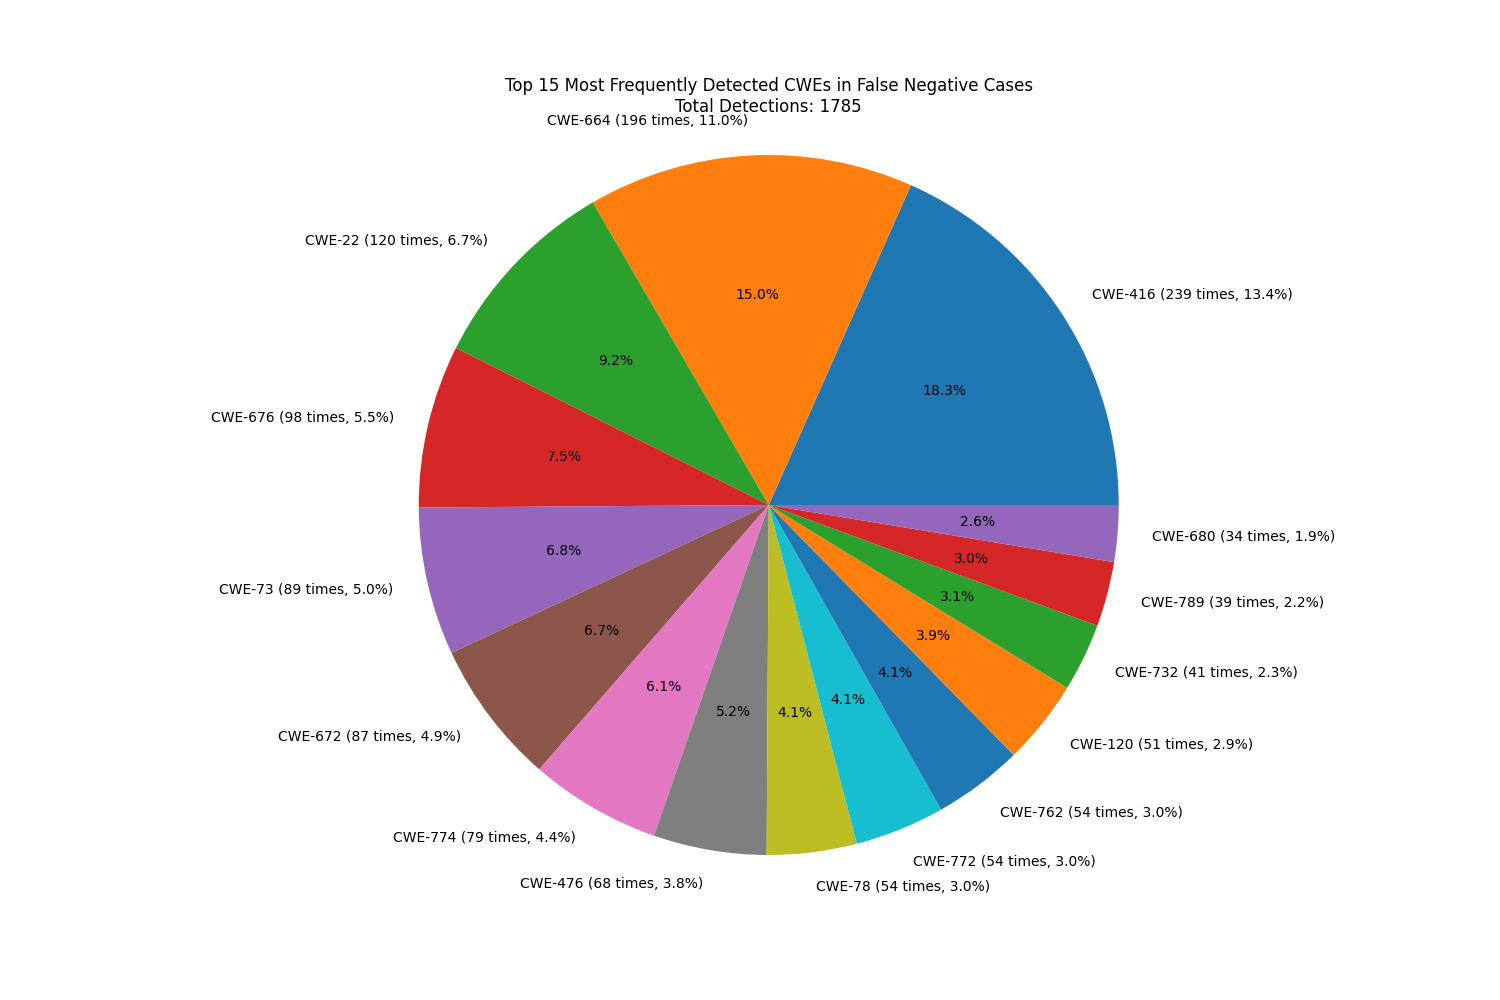 Top 15 Most Frequently Detected CWEs in False Negative Cases
Total Detections: 1785
CWE-664 (196 times, 11.0%)
CWE-22 (120 times, 6.7%)
CWE-416 (239 times, 13.4%)
15.0%
9.2%
18.3%
CWE-676 (98 times, 5.5%)
7.5%
2.6%
CWE-680 (34 times, 1.9%)
6.8%
3.0%
CWE-73 (89 times, 5.0%)
3.1%
CWE-789 (39 times, 2.2%)
6.7%
3.9%
CWE-732 (41 times, 2.3%)
4.1%
6.1%
4.1%
5.2%
4.1%
CWE-672 (87 times, 4.9%)
CWE-120 (51 times, 2.9%)
CWE-762 (54 times, 3.0%)
CWE-774 (79 times, 4.4%)
CWE-772 (54 times, 3.0%)
CWE-476 (68 times, 3.8%)
CWE-78 (54 times, 3.0%)